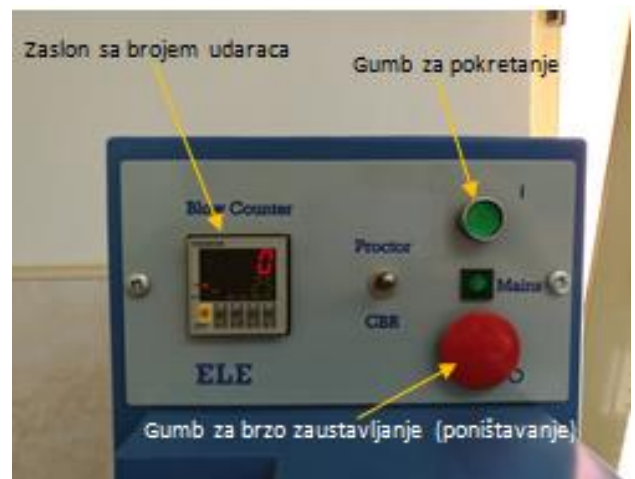 Zaslon sa brojem udaraca
Gumb za pokretanje
I
Blow Counter
0
Proctor
Mains
CBR
ELE
O
Gumb za brzo zaustavljanje (poništavanje)